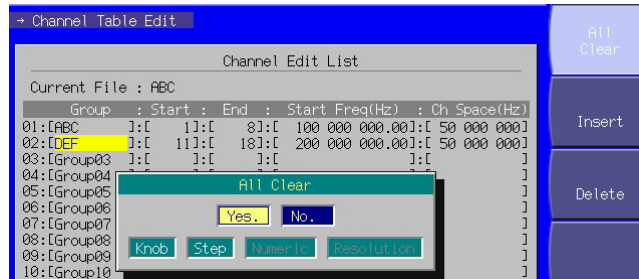 → Channel Table Edit
Channel Edit List
Current File : ABC
Group : Start : End : Start Freq(Hz) : Ch Space(Hz)
01:[ABC ]:[ 1]:[ 8]:[ 100 000 000.00]:[ 50 000 000]
02:[DEF ]:[ 11]:[ 18]:[ 200 000 000.00]:[ 50 000 000]
03:[Group03 ]:[ ]:[ ]:[ ]:[ ]
04:[Group04
05:[Group05 ]
06:[Group06 ]
07:[Group07 ]
08:[Group08 ]
09:[Group09 ]
10:[Group10 ]
All Clear
Yes. No.
Knob Step Numeric Resolution
All
Clear
Insert
Delete